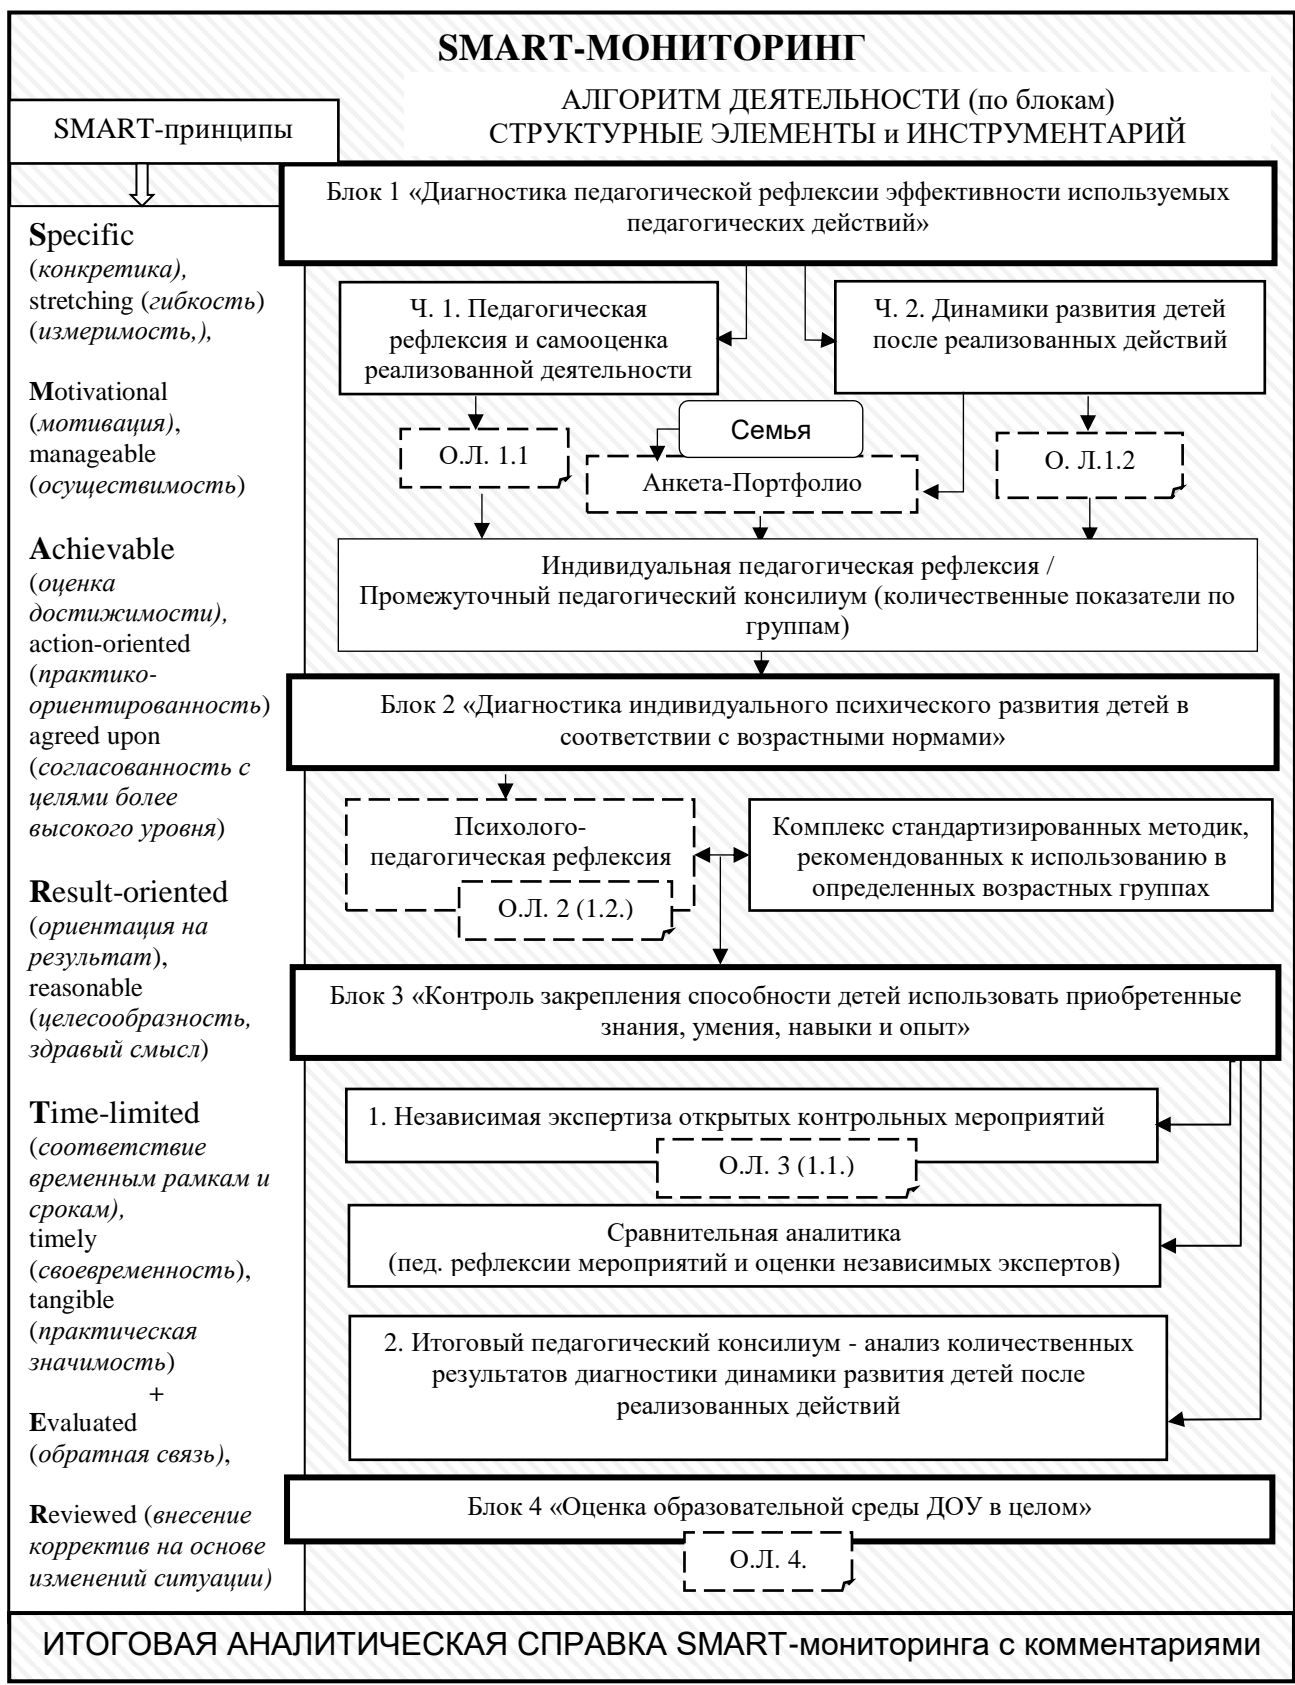 SMART-МОНИТОРИНГ
АЛГОРИТМ ДЕЯТЕЛЬНОСТИ (по блокам)
СТРУКТУРНЫЕ ЭЛЕМЕНТЫ и ИНСТРУМЕНТАРИЙ
SMART-принципы
Specific
(конкретика),
stretching (гибкость)
(измеримость,),
Motivational
(мотивация),
manageable
(осуществимость)
Achievable
(оценка
достижимости),
action-oriented
(практико-
ориентированность)
agreed upon
(согласованность с
целями более
высокого уровня)
Result-oriented
(ориентация на
результат),
reasonable
(целесообразность,
здравый смысл)
Time-limited
(соответствие
временным рамкам и
срокам),
timely
(своевременность),
tangible
(практическая
значимость)
+
Evaluated
(обратная связь),
Reviewed (внесение
корректив на основе
изменений ситуации)
Блок 1 «Диагностика педагогической рефлексии эффективности используемых
педагогических действий»
Ч. 1. Педагогическая
рефлексия и самооценка
реализованной деятельности
Ч. 2. Динамики развития детей
после реализованных действий
Семья
О.Л. 1.1
Анкета-Портфолио
О. Л.1.2
Индивидуальная педагогическая рефлексия /
Промежуточный педагогический консилиум (количественные показатели по
группам)
Блок 2 «Диагностика индивидуального психического развития детей в
соответствии с возрастными нормами»
Психолого-
педагогическая рефлексия
О.Л. 2 (1.2.)
Комплекс стандартизированных методик,
рекомендованных к использованию в
определенных возрастных группах
Блок 3 «Контроль закрепления способности детей использовать приобретенные
знания, умения, навыки и опыт»
1. Независимая экспертиза открытых контрольных мероприятий
О.Л. 3 (1.1.)
Сравнительная аналитика
(пед. рефлексии мероприятий и оценки независимых экспертов)
2. Итоговый педагогический консилиум - анализ количественных
результатов диагностики динамики развития детей после
реализованных действий
Блок 4 «Оценка образовательной среды ДОУ в целом»
О.Л. 4.
ИТОГОВАЯ АНАЛИТИЧЕСКАЯ СПРАВКА SMART-мониторинга с комментариями